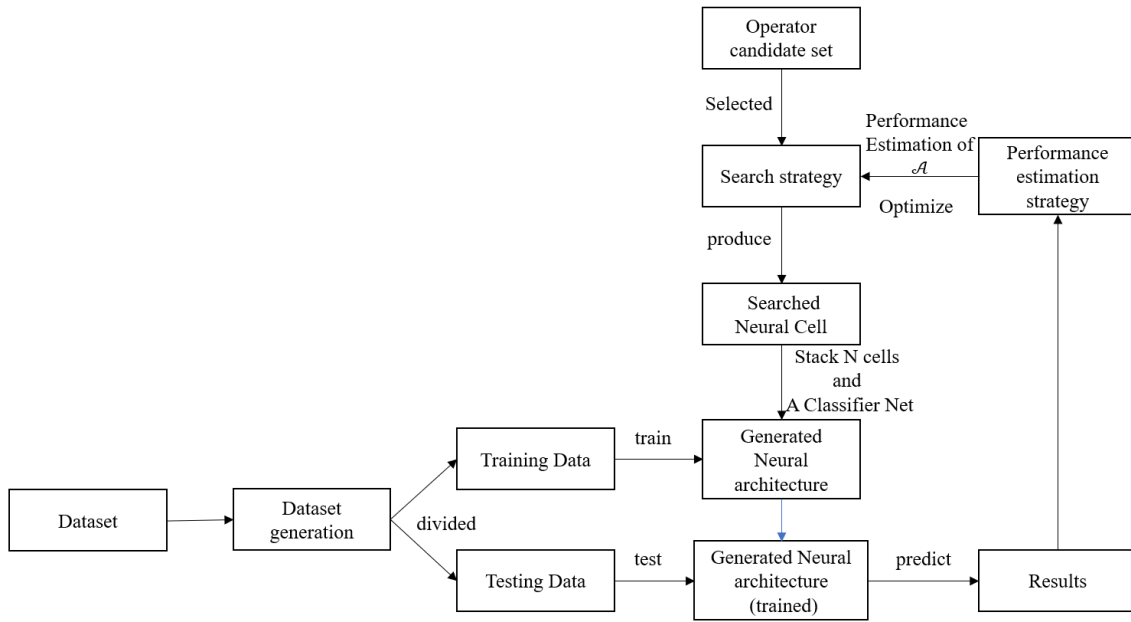 Operator
candidate set
Selected
Performance
Estimation of
𝒜
Optimize
Search strategy
Performance
estimation
strategy
produce
Searched
Neural Cell
Stack N cells
and
A Classifier Net
Training Data
train
Generated
Neural
architecture
Dataset
Dataset
generation
divided
Testing Data
test
Generated Neural
architecture
(trained)
predict
Results